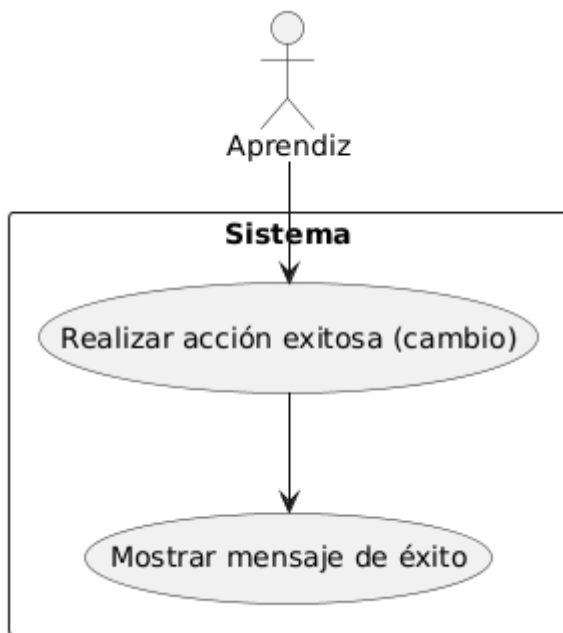 Aprendiz
Sistema
Realizar acción exitosa (cambio)
Mostrar mensaje de éxito